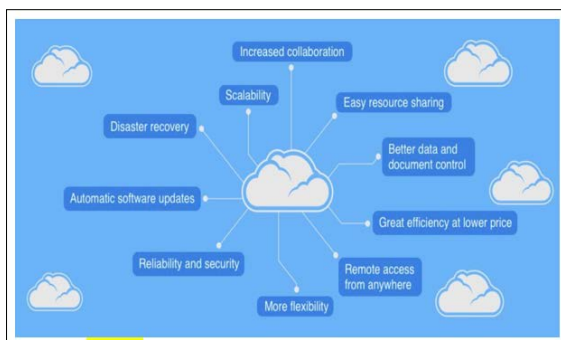 Increased collaboration
Scalability
Easy resource sharing
Disaster recovery
Better data and
document control
Automatic software updates
Great efficiency at lower price
Reliability and security
Remote access
from anywhere
More flexibility